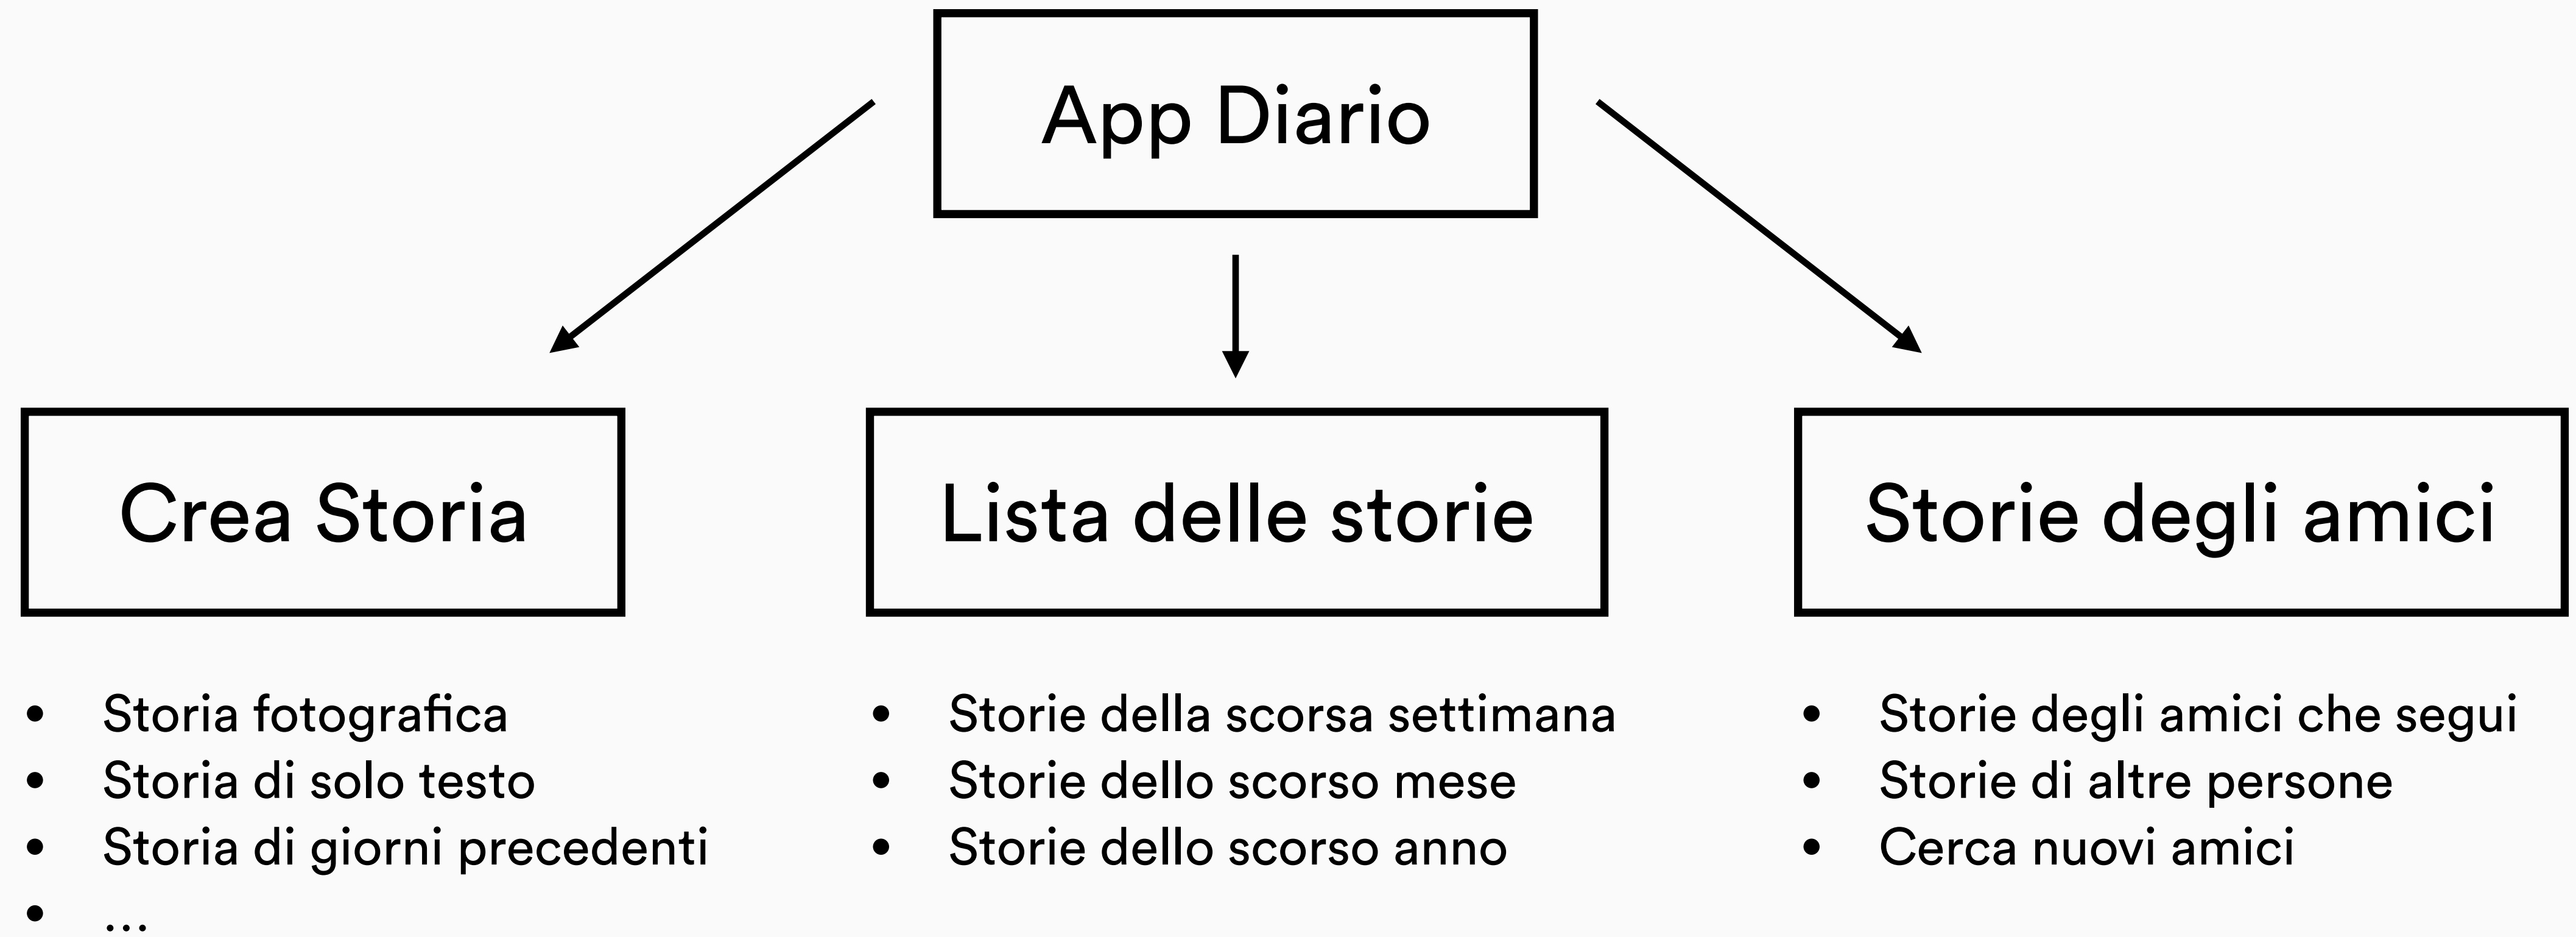 App Diario
Crea Storia
Lista delle storie
Storie degli amici
• Storia fotografica
• Storia di solo testo
• Storia di giorni precedenti
• ...
• Storie della scorsa settimana
• Storie dello scorso mese
• Storie dello scorso anno
• Storie degli amici che segui
• Storie di altre persone
• Cerca nuovi amici